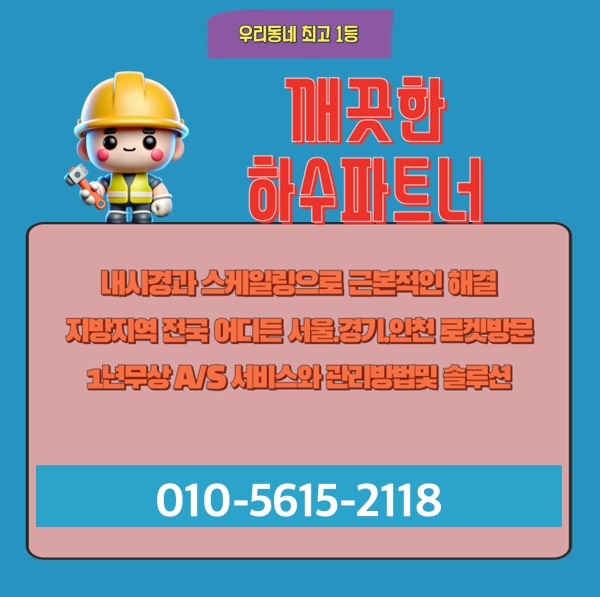 우리동네 최고 1등
깨끗한
하수파트너
내시경과 스케일링으로 근본적인 해결
지방지역 전국 어디든 서울.경기.인천 로켓방문
1년무상 A/S 서비스와 관리방법및 솔루션
010-5615-2118